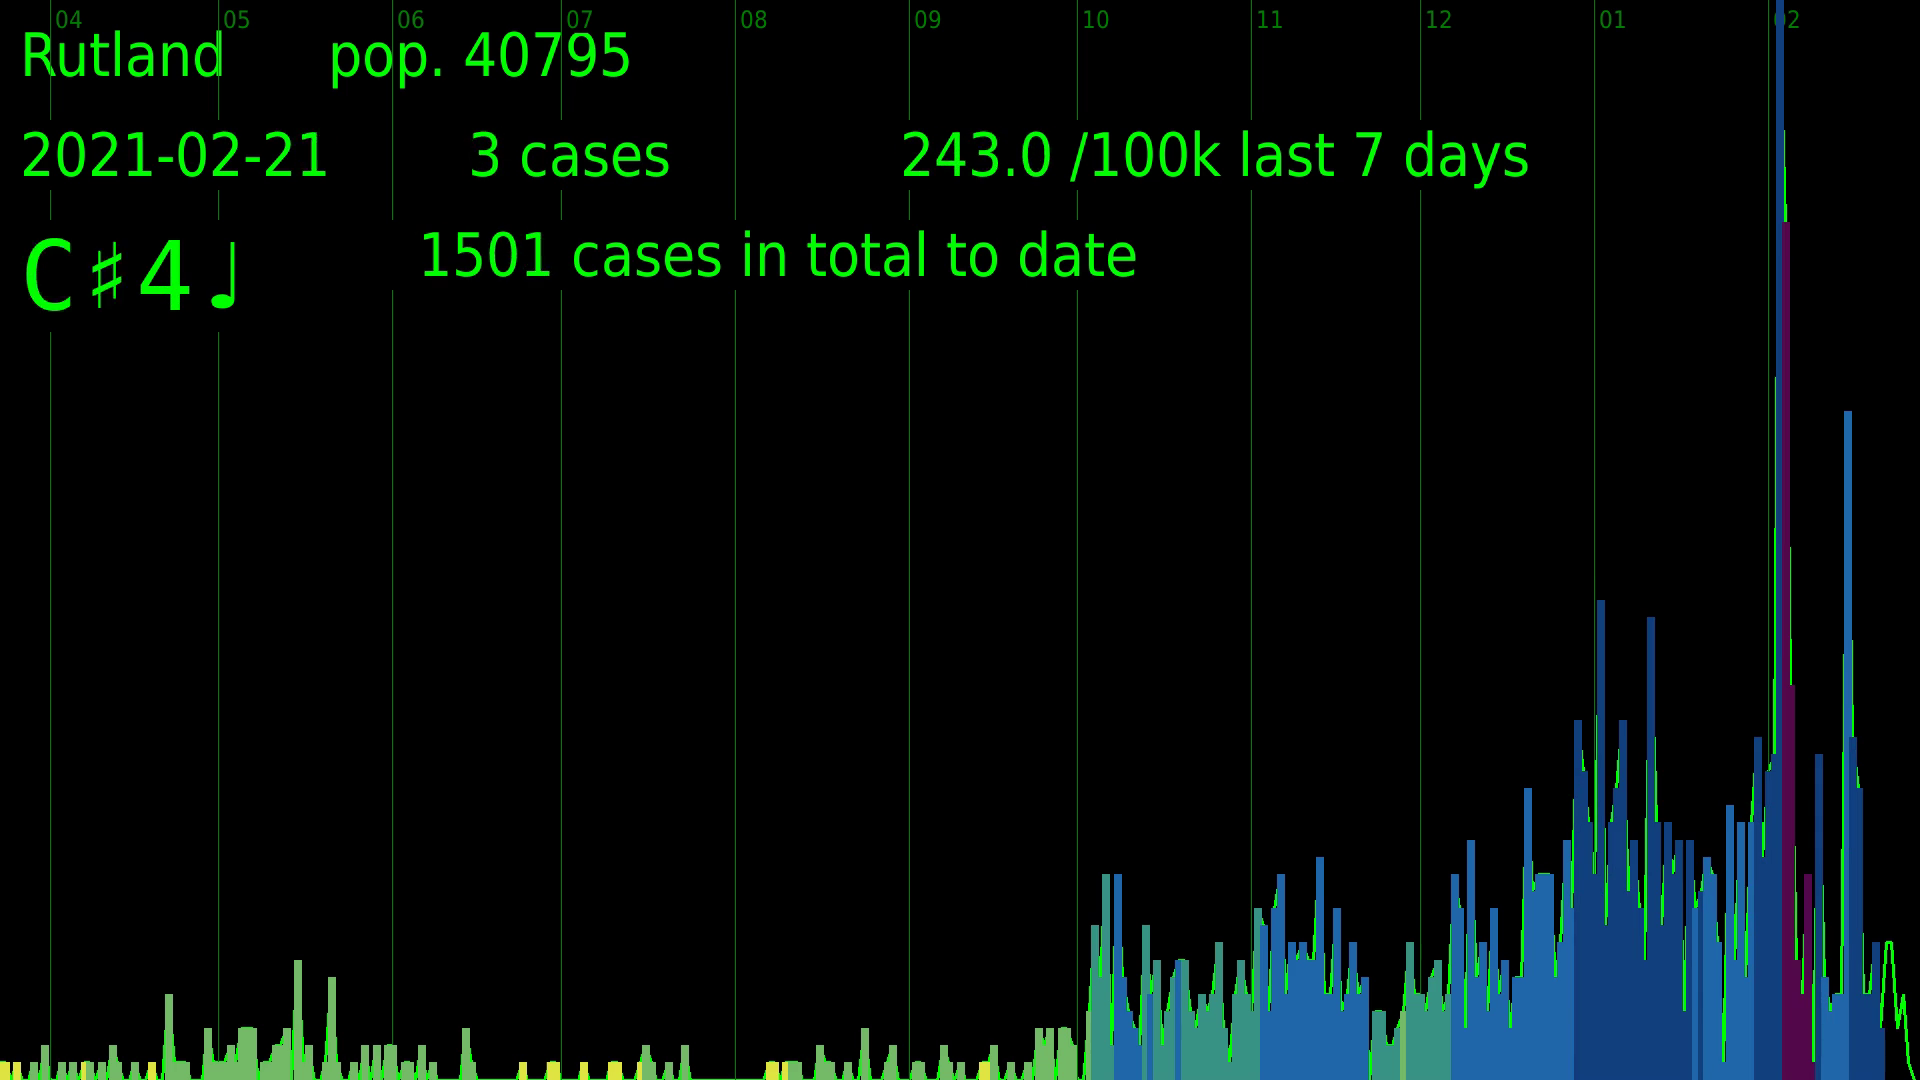 04 05 06 07 08 09 10 11 12 01 02
Rutland pop. 40795
2021-02-21 3 cases 243.0 /100k last 7 days
C♯4♩ 1501 cases in total to date